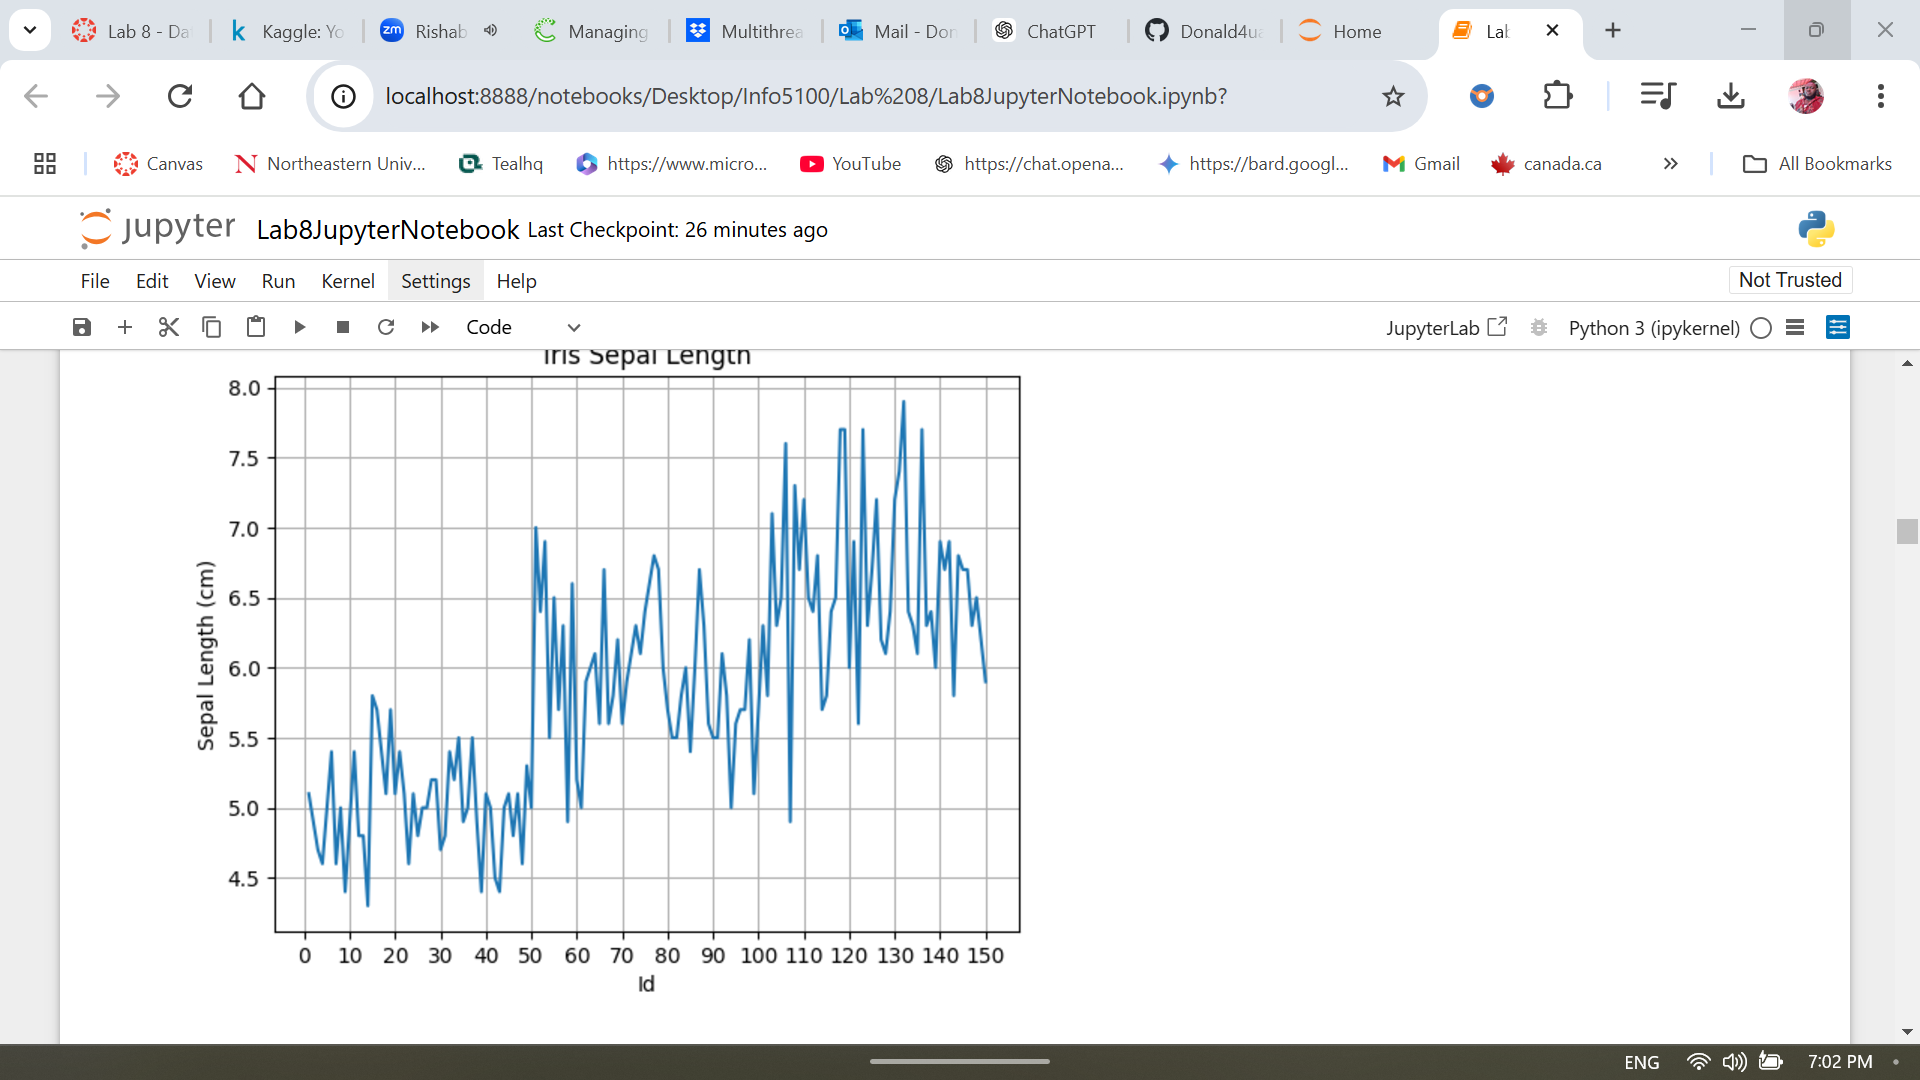 Lab 8 - Da
Kaggle: Yo
zm
Rishab
Managing
Multithrea
Mail - Don
ChatGPT
Donald4ua
Home
Lab
localhost:8888/notebooks/Desktop/Info5100/Lab%208/Lab8JupyterNotebook.ipynb?
Canvas
Northeastern Univ...
Tealhq
https://www.micro...
YouTube
https://chat.opena...
https://bard.googl...
Gmail
canada.ca
All Bookmarks
jupyter
Lab8JupyterNotebook
Last Checkpoint: 26 minutes ago
File
Edit
View
Run
Kernel
Settings
Help
Not Trusted
Code
JupyterLab
Python 3 (ipykernel)
Iris Sepal Length
8.0
7.5
7.0
6.5
6.0
5.5
5.0
4.5
Sepal Length (cm)
0 10 20 30 40 50 60 70 80 90 100 110 120 130 140 150
Id
ENG
7:02 PM